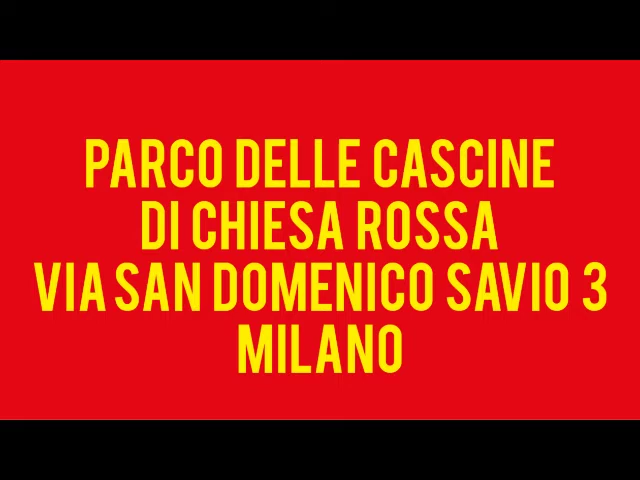 PARCO DELLE CASCINE
DI CHIESA ROSSA
VIA SAN DOMENICO SAVIO 3
MILANO